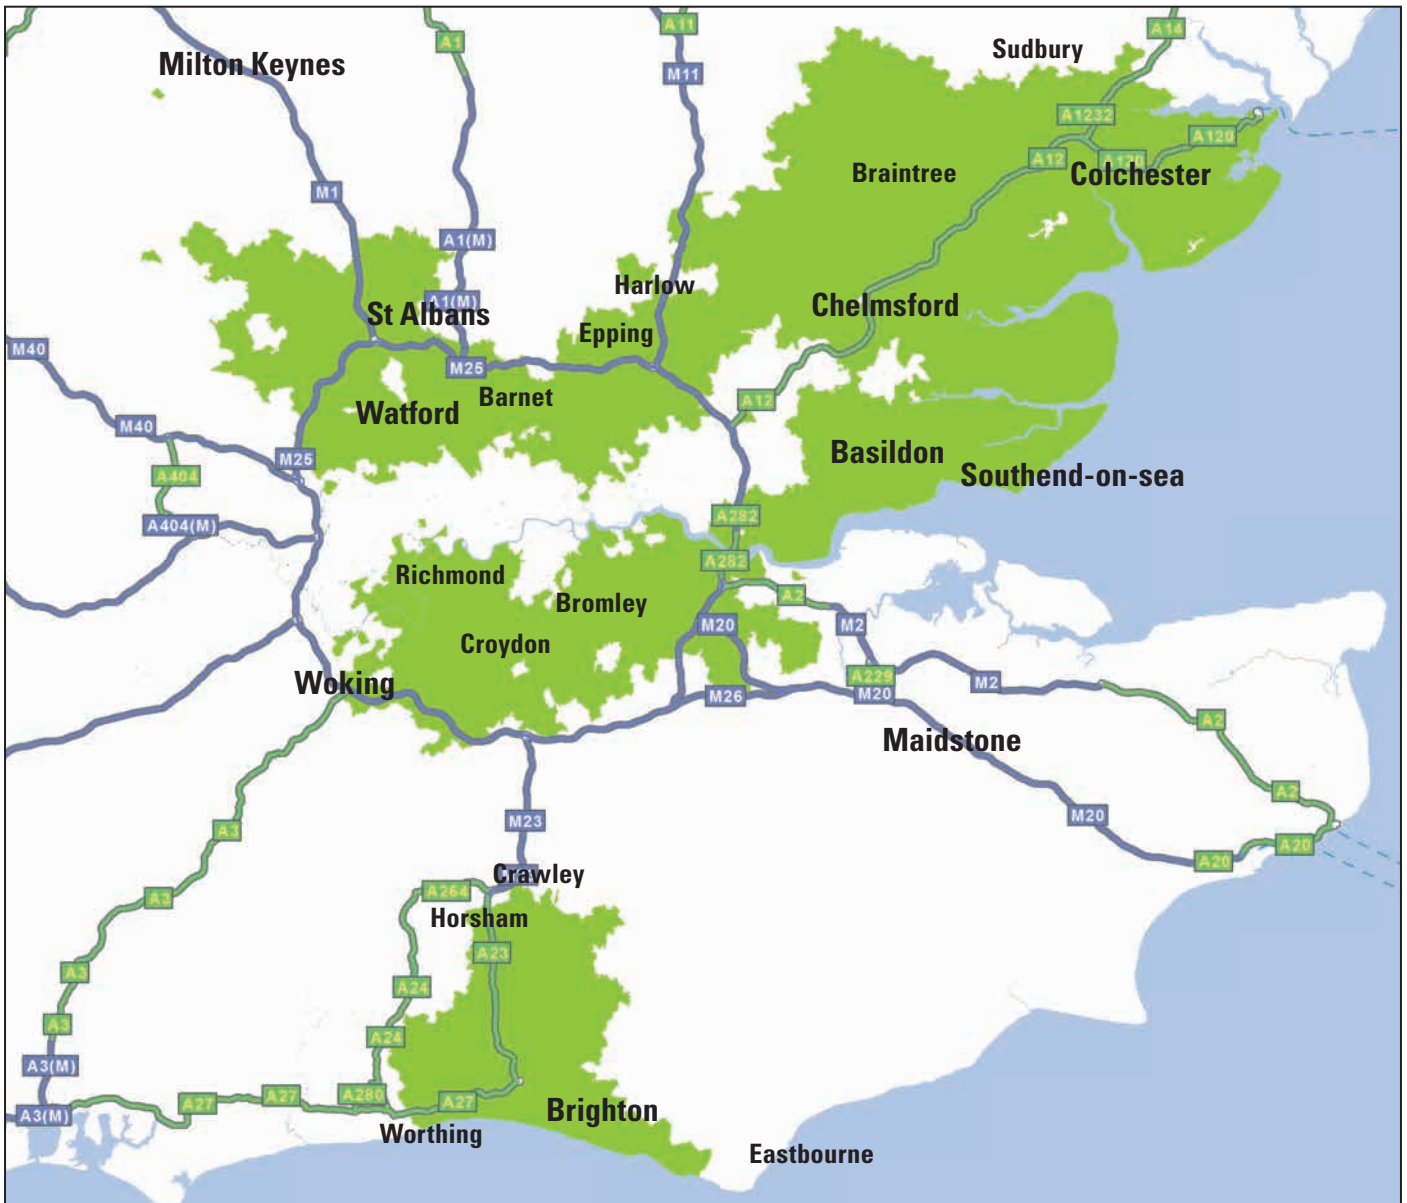 A11
A14
A1
Sudbury
Milton Keynes
M11
A1232
A120
A12
A120
Braintree
Colchester
M1
A1(M)
Harlow
A1(M)
Chelmsford
St Albans
Epping
M40
M25
Barnet
A12
Watford
M40
Basildon
M25
Southend-on-sea
A404
A282
A404(M)
A282
Richmond
A2
Bromley
M20
M2
Croydon
A229
Woking
M2
M26
M20
A2
Maidstone
A2
M23
M20
A3
A20
A20
Crawley
A264
A3
Horsham
A23
A3
A24
A3
A24
A3(M)
A280
A27
A27
A27
A3(M)
Brighton
Worthing
Eastbourne